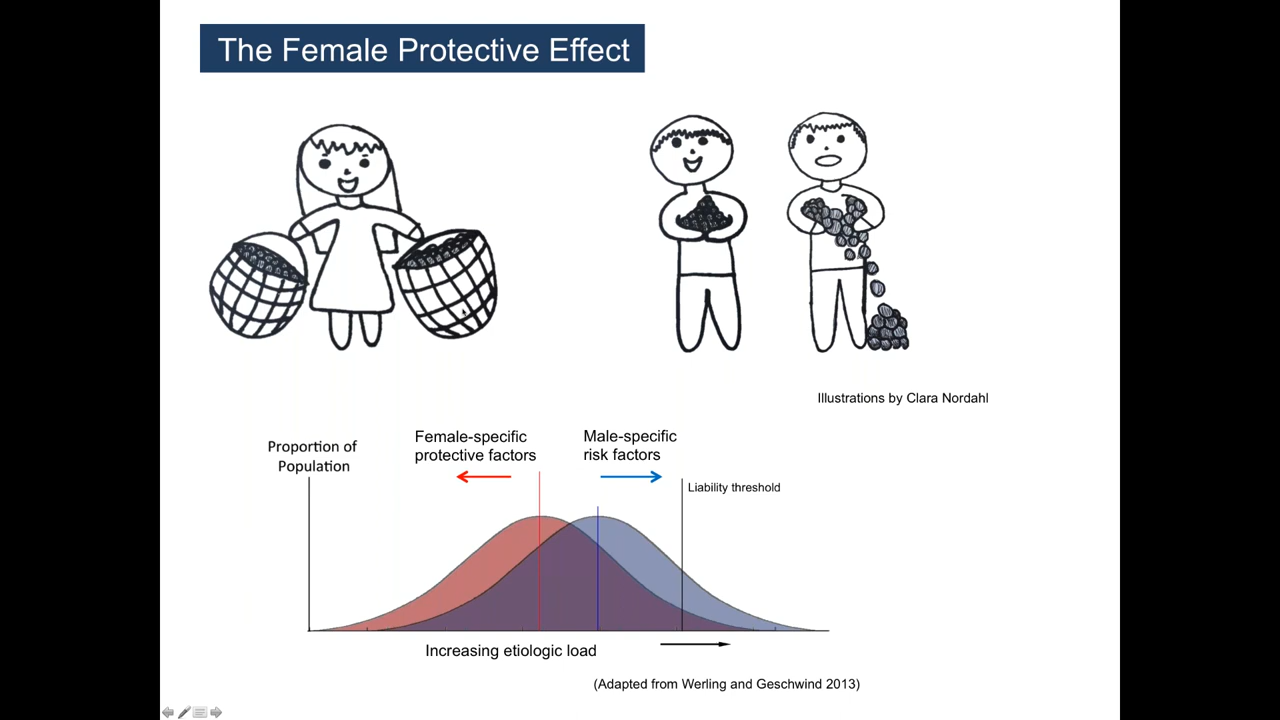 The Female Protective Effect
Illustrations by Clara Nordahl
Proportion of
Population
Female-specific
protective factors
Male-specific
risk factors
Liability threshold
Increasing etiologic load
(Adapted from Werling and Geschwind 2013)